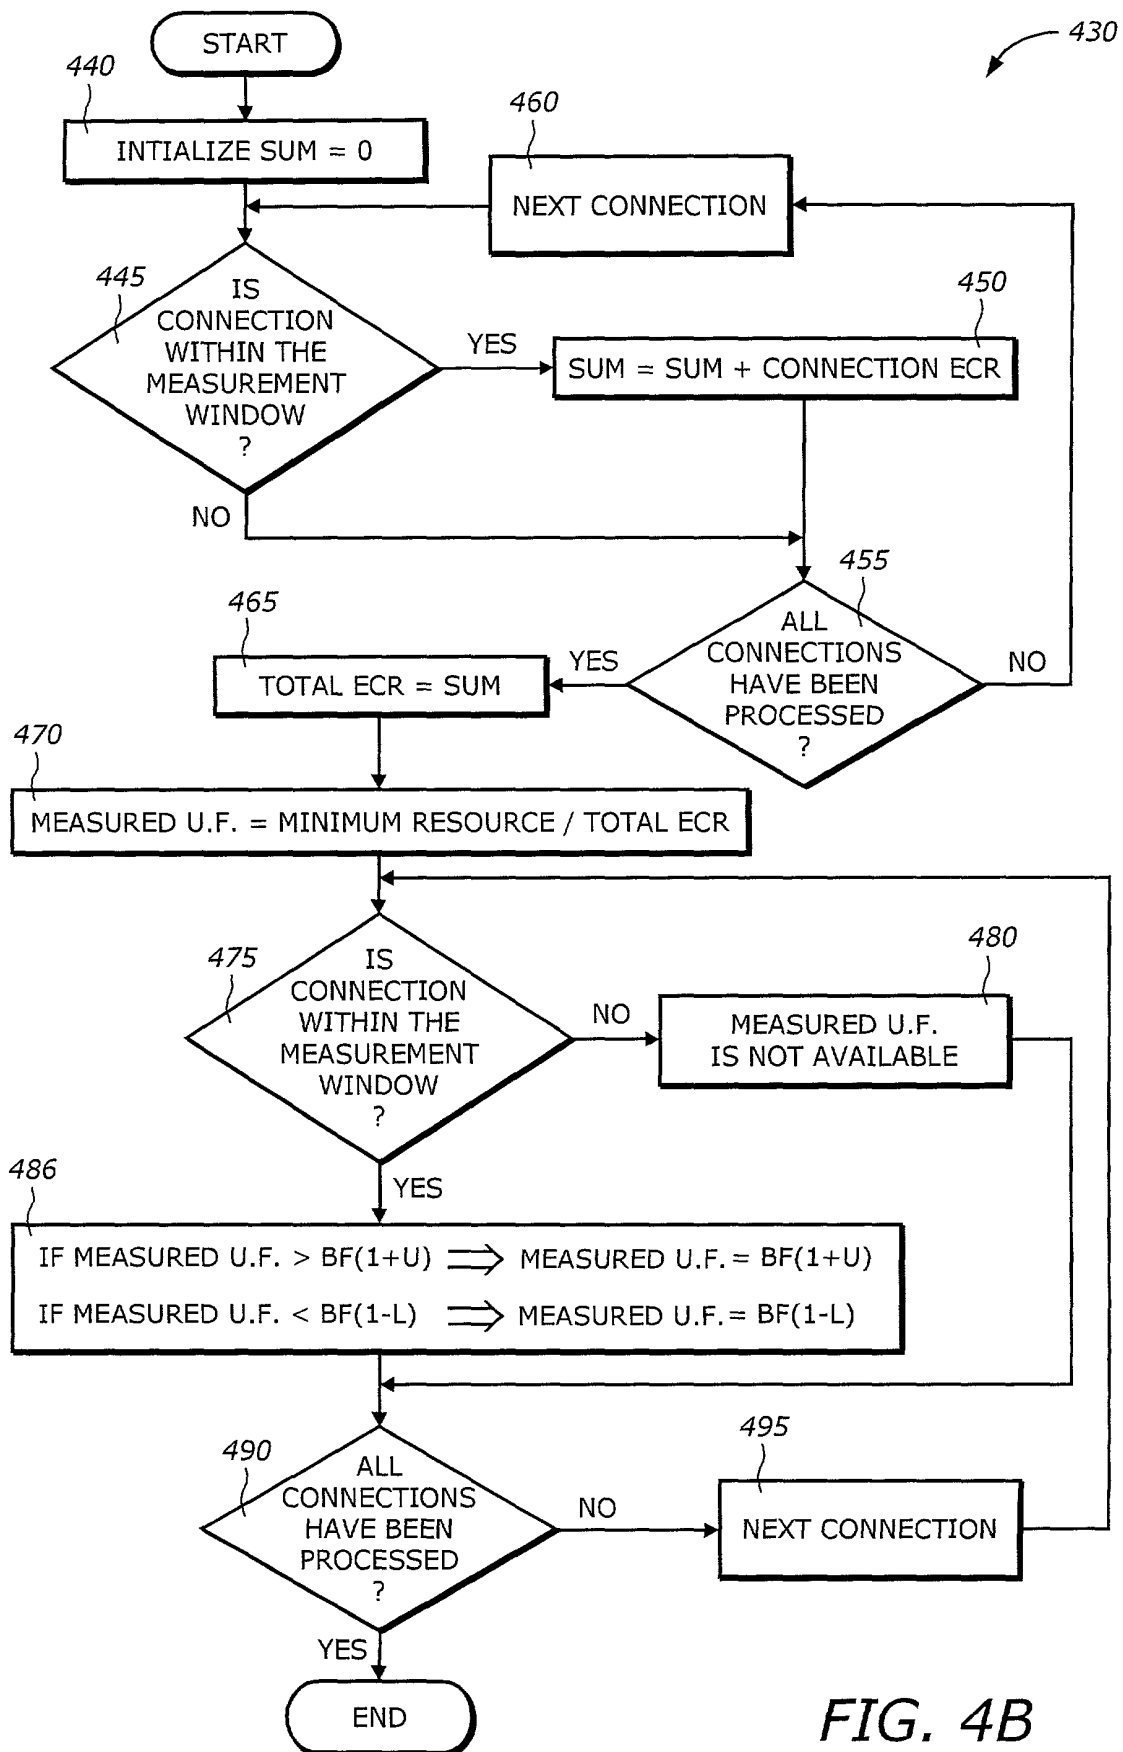 START
430
440
INTIALIZE SUM = 0
460
NEXT CONNECTION
445
IS
CONNECTION
WITHIN THE
MEASUREMENT
WINDOW
?
YES
450
SUM = SUM + CONNECTION ECR
NO
455
ALL
CONNECTIONS
HAVE BEEN
PROCESSED
?
NO
YES
465
TOTAL ECR = SUM
470
MEASURED U.F. = MINIMUM RESOURCE / TOTAL ECR
475
IS
CONNECTION
WITHIN THE
MEASUREMENT
WINDOW
?
NO
480
MEASURED U.F.
IS NOT AVAILABLE
YES
486
IF MEASURED U.F. > BF(1+U) ⇒ MEASURED U.F. = BF(1+U)
IF MEASURED U.F. < BF(1-L) ⇒ MEASURED U.F. = BF(1-L)
490
ALL
CONNECTIONS
HAVE BEEN
PROCESSED
?
NO
495
NEXT CONNECTION
YES
END
FIG. 4B